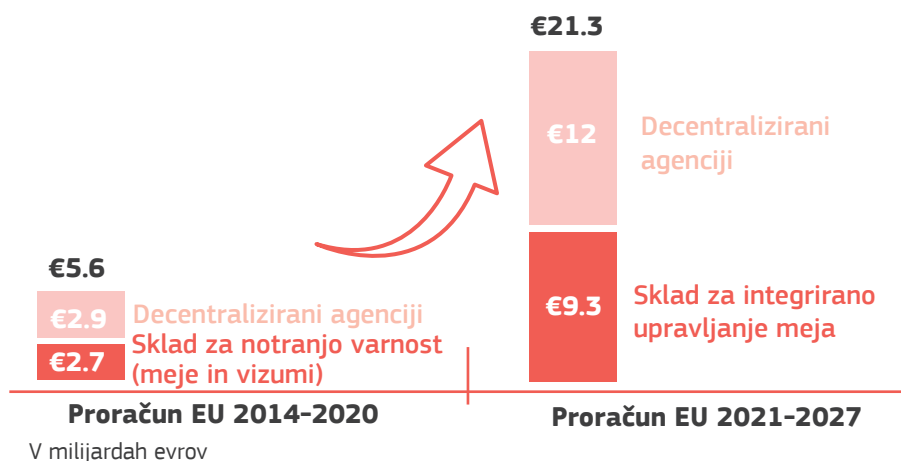 €21.3
€12
Decentralizirani
agenciji
€9.3
Sklad za integrirano
upravljanje meja
€5.6
€2.9
Decentralizirani agenciji
€2.7
Sklad za notranjo varnost
(meje in vizumi)
Proračun EU 2014-2020
Proračun EU 2021-2027
V milijardah evrov